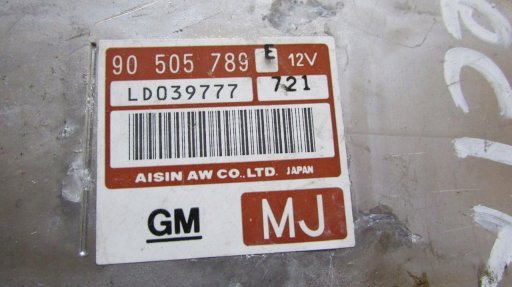 90 505 789 E 12V
LD039777 721
AISIN AW CO.,LTD. JAPAN
GM MJ